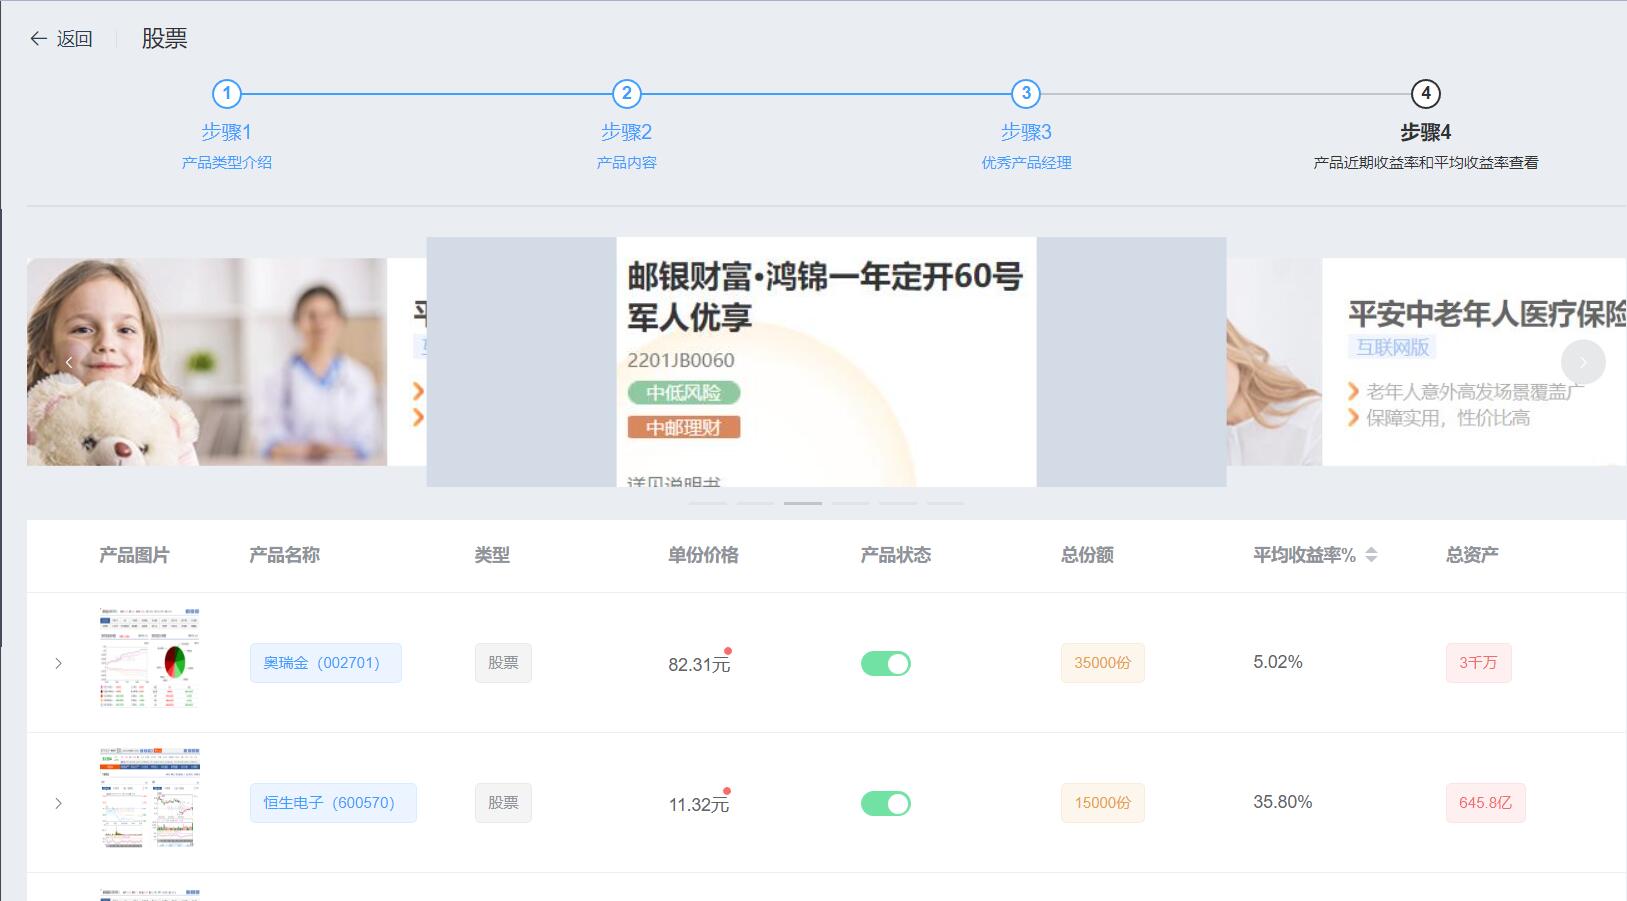 返回
股票
1
2
3
4
步骤1
步骤2
步骤3
步骤4
产品类型介绍
产品内容
优秀产品经理
产品近期收益率和平均收益率查看
邮银财富·鸿锦一年定开60号
军人优享
2201JB0060
中低风险
中邮理财
详见说明书
平安中老年人医疗保险
互联网版
老年人意外高发场景覆盖广
保障实用，性价比高
产品图片 产品名称 类型 单份价格 产品状态 总份额 平均收益率% 总资产
奥瑞金（002701） 股票 82.31元 35000份 5.02% 3千万
恒生电子（600570） 股票 11.32元 15000份 35.80% 645.8亿